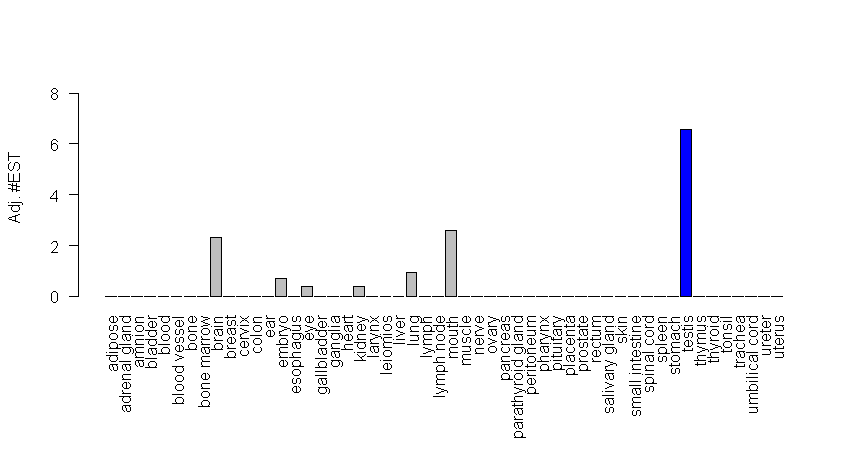 8
6
4
2
0
Adj. #EST
adipose
adrenal gland
amnion
bladder
blood
blood vessel
bone
bone marrow
brain
breast
cervix
colon
ear
embryo
esophagus
eye
gallbladder
ganglia
heart
kidney
larynx
leiomios
liver
lung
lymph
lymph node
mouth
muscle
nerve
ovary
pancreas
parathyroid gland
peritoneum
pharynx
pituitary
placenta
prostate
rectum
salivary gland
skin
small intestine
spinal cord
spleen
stomach
testis
thymus
thyroid
tonsil
trachea
umbilical cord
ureter
uterus